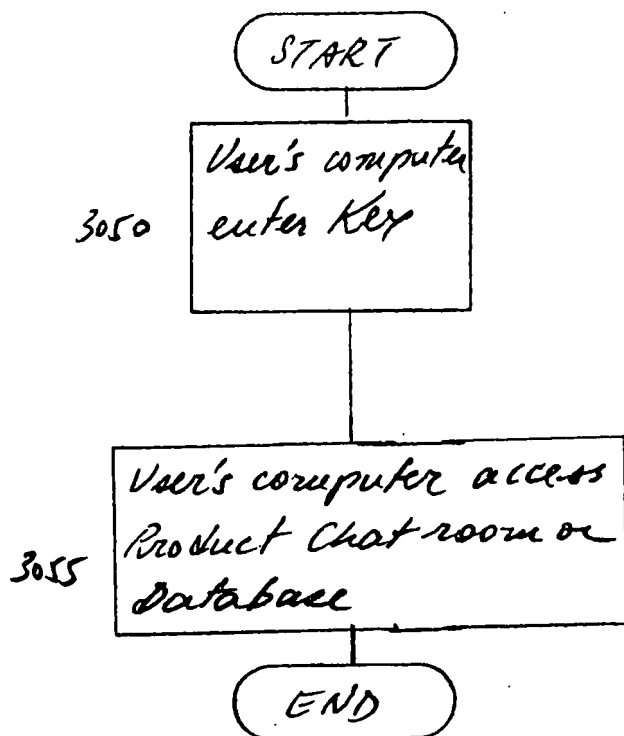 START
User's computer
enter Key
3050
User's computer access
Product Chat room or
3055
Database
END